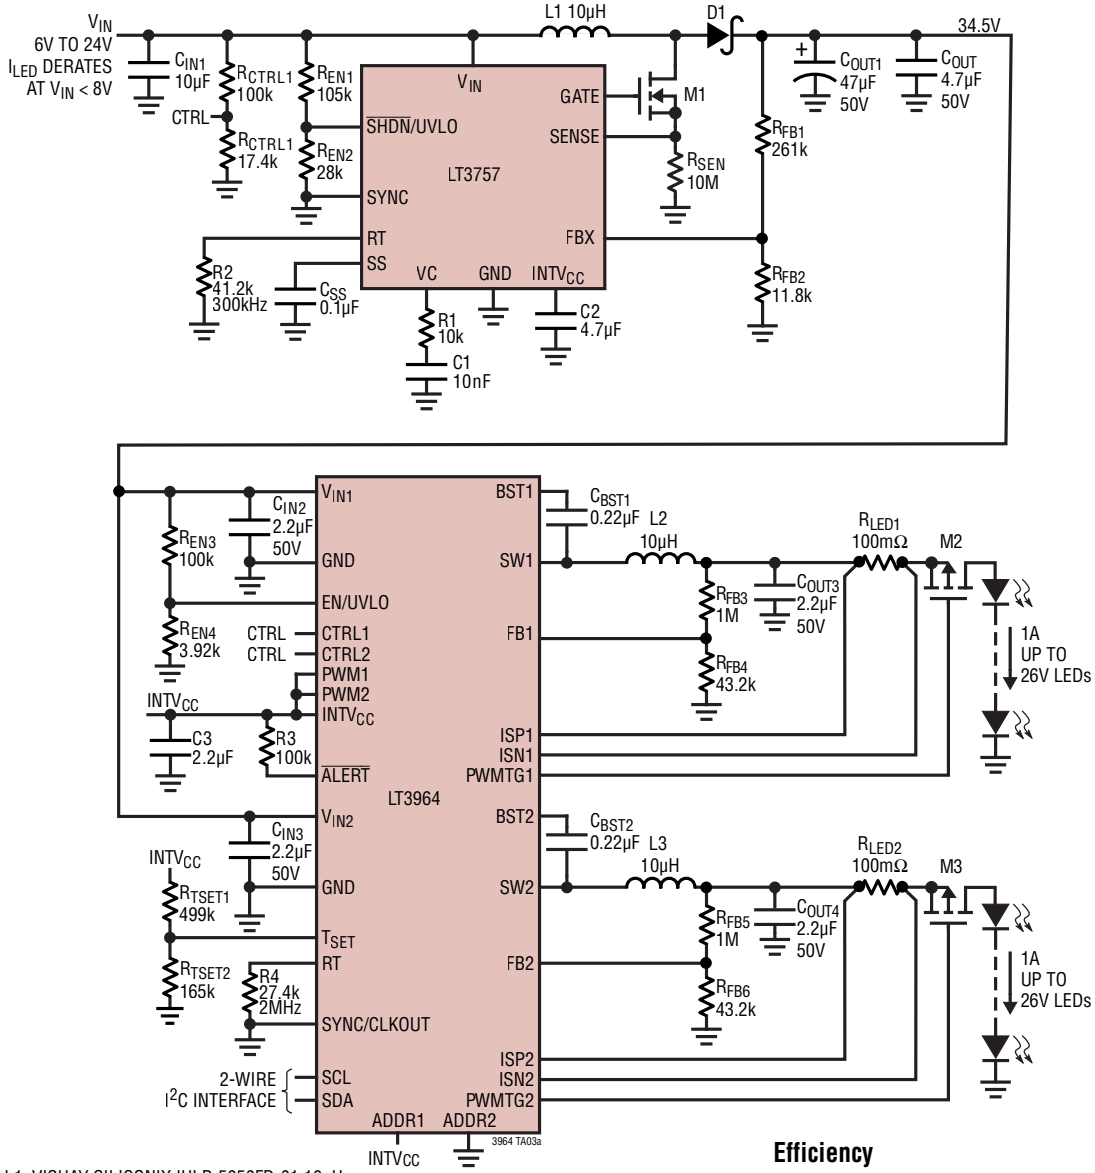 VIN
6V TO 24V
ILED DERATES
AT VIN < 8V
CIN1
10µF
RCTRL1
100k
CTRL
RCTRL1
17.4k
REN1
105k
REN2
28k
L1 10µH
D1
34.5V
VIN
GATE
SENSE
SHDN/UVLO
LT3757
SYNC
RT
SS
FBX
VC
GND
INTVCC
M1
RSEN
10M
RFB1
261k
RFB2
11.8k
+
COUT1
47µF
50V
COUT
4.7µF
50V
R2
41.2k
300kHz
CSS
0.1µF
R1
10k
C1
10nF
C2
4.7µF
VIN1
GND
EN/UVLO
CTRL1
CTRL2
PWM1
PWM2
INTVCC
ALERT
LT3964
VIN2
GND
TSET
RT
SYNC/CLKOUT
SCL
SDA
ADDR1
ADDR2
BST1
SW1
FB1
ISP1
ISN1
PWMTG1
BST2
SW2
FB2
ISP2
ISN2
PWMTG2
CIN2
2.2µF
50V
REN3
100k
REN4
3.92k
CTRL
CTRL
INTVCC
C3
2.2µF
R3
100k
CIN3
2.2µF
50V
INTVCC
RTSET1
499k
RTSET2
165k
R4
27.4k
2MHz
2-WIRE
I2C INTERFACE
INTVCC
3964 TA03a
CBST1
0.22µF
L2
10µH
RFB3
1M
RFB4
43.2k
COUT3
2.2µF
50V
RLED1
100mΩ
M2
1A
UP TO
26V LEDs
CBST2
0.22µF
L3
10µH
RFB5
1M
RFB6
43.2k
COUT4
2.2µF
50V
RLED2
100mΩ
M3
1A
UP TO
26V LEDs
Efficiency